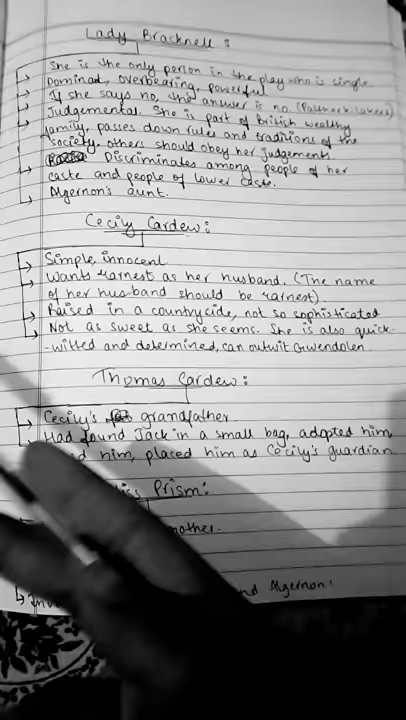 Lady Bracknell:
She is the only person in the play who is single
Dominant, overbearing, powerful
If she says no, the answer is no.
Judgemental. She is part of British wealthy
family, passes down rules and traditions of the
society, others should obey her judgements.
Discriminates among people of her
caste and people of lower caste.
Algernon's aunt.
Cecily Cardew:
Simple, innocent
Wants earnest as her husband. (The name
of her husband should be earnest)
Raised in a countryside, not so sophisticated
Not as sweet as she seems. She is also quick-
-witted and determined, can outwit Gwendolen
Thomas Cardew:
Cecily's grandfather
Had found Jack in a small bag, adopted him,
him, placed him as Cecily's guardian
Prism:
mother.
Algernon.